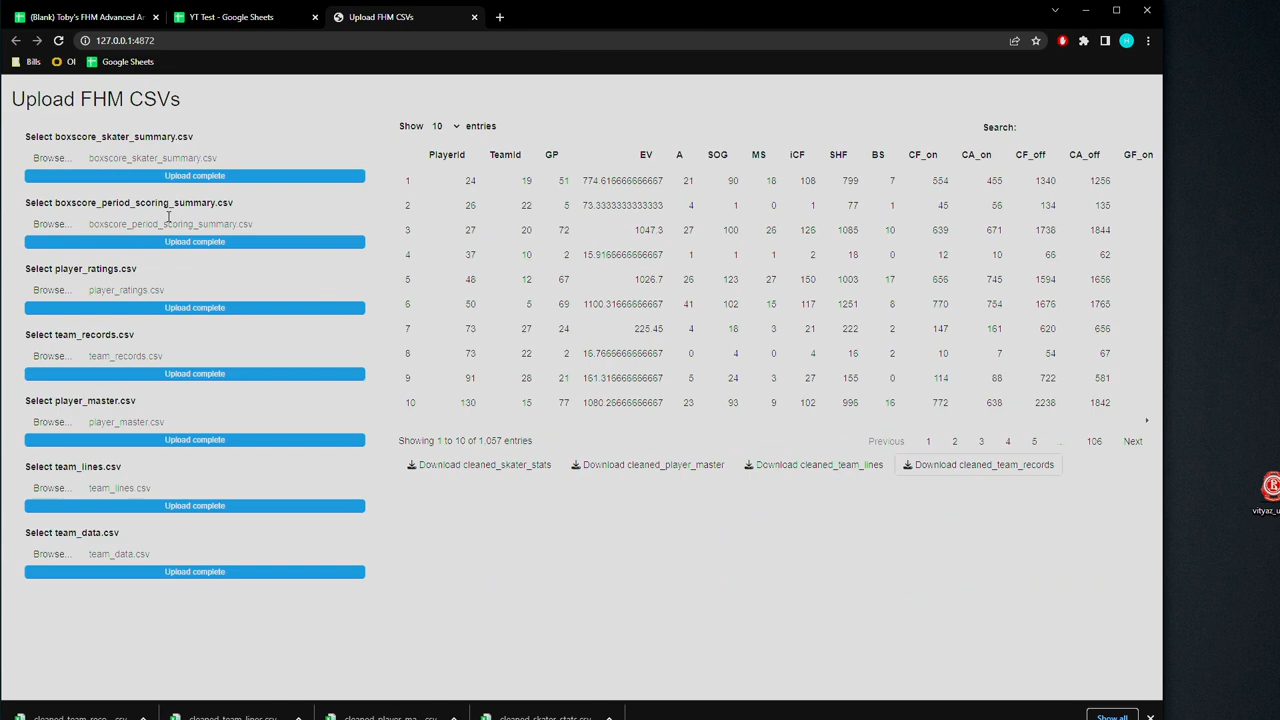 (Blank) Toby's FHM Advanced A
YT Test - Google Sheets
Upload FHM CSVs
127.0.0.1:4872
H
Bills
OI
Google Sheets
Upload FHM CSVs
Select boxscore_skater_summary.csv
Browse... boxscore_skater_summary.csv
Upload complete
Select boxscore_period_scoring_summary.csv
Browse... boxscore_period_scoring_summary.csv
Upload complete
Select player_ratings.csv
Browse... player_ratings.csv
Upload complete
Select team_records.csv
Browse... team_records.csv
Upload complete
Select player_master.csv
Browse... player_master.csv
Upload complete
Select team_lines.csv
Browse... team_lines.csv
Upload complete
Select team_data.csv
Browse... team_data.csv
Upload complete
Show 10 entries
Search:
PlayerId TeamId GP EV A SOG MS iCF SHF BS CF_on CA_on CF_off CA_off GF_on
1 24 19 51 774.616666666667 21 90 18 108 799 7 554 455 1340 1256
2 26 22 5 73.3333333333333 4 1 0 1 77 1 45 56 134 135
3 27 20 72 1047.3 27 100 26 126 1085 10 639 671 1738 1844
4 37 10 2 15.9166666666667 1 1 1 2 18 0 12 10 66 62
5 48 12 67 1026.7 26 123 27 150 1003 17 656 745 1594 1656
6 50 5 69 1100.31666666667 41 102 15 117 1251 8 770 754 1676 1765
7 73 27 24 225.45 4 18 3 21 222 2 147 161 620 656
8 73 22 2 16.7666666666667 0 4 0 4 16 2 10 7 54 67
9 91 28 21 161.316666666667 5 24 3 27 155 0 114 88 722 581
10 130 15 77 1080.26666666667 23 93 9 102 996 16 772 638 2238 1842
Showing 1 to 10 of 1,057 entries
Previous 1 2 3 4 5 … 106 Next
Download cleaned_skater_stats
Download cleaned_player_master
Download cleaned_team_lines
Download cleaned_team_records
vityaz_u
cleaned_team_reco....csv
cleaned_team_lines.csv
cleaned_player_ma....csv
cleaned_skater_stats.csv
Show all